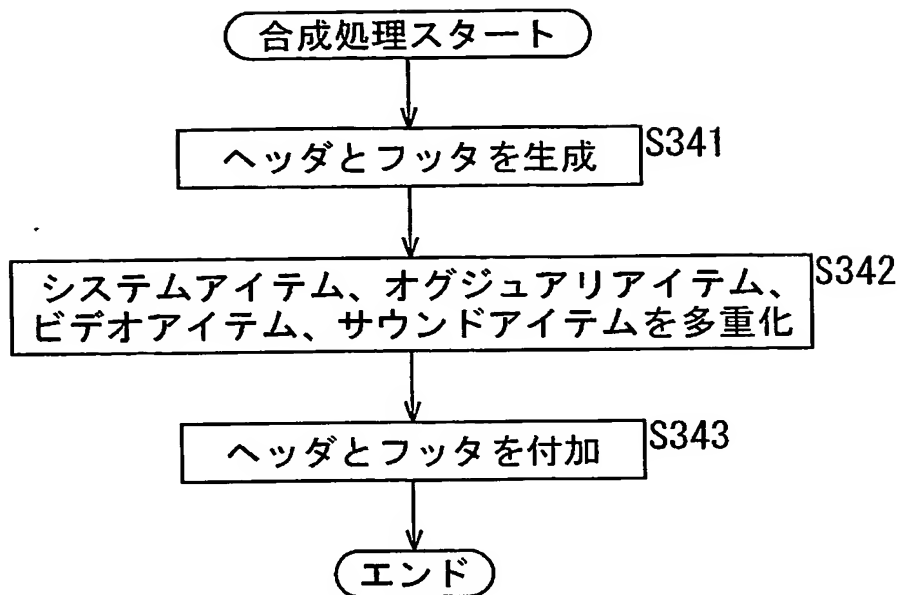 合成処理スタート
ヘッダとフッタを生成
S341
システムアイテム、オグジュアリアイテム、
ビデオアイテム、サウンドアイテムを多重化
S342
ヘッダとフッタを付加
S343
エンド